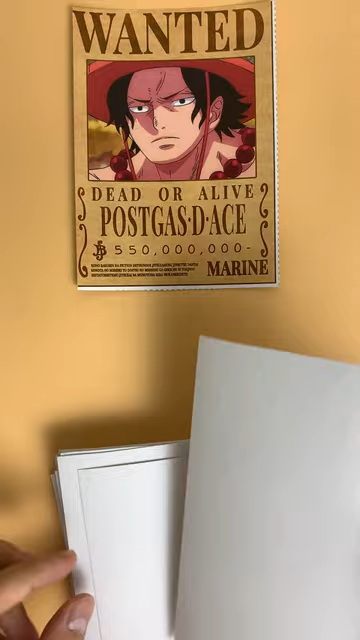 WANTED
DEAD OR ALIVE
POSTGAS·D·ACE
550,000,000-
MARINE